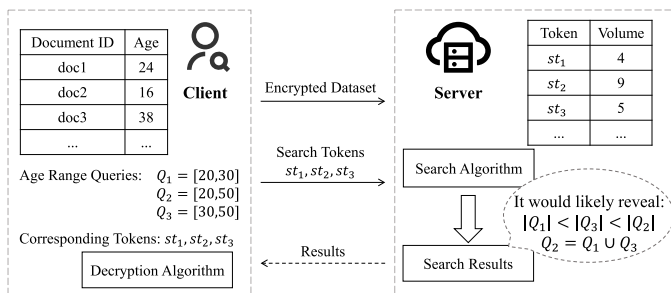 Document ID Age
doc1 24
doc2 16
doc3 38
... ...
Client
Age Range Queries: Q₁ = [20,30]
Q₂ = [20,50]
Q₃ = [30,50]
Corresponding Tokens: st₁, st₂, st₃
Decryption Algorithm
Encrypted Dataset
Search Tokens
st₁, st₂, st₃
Results
Server
Token Volume
st₁ 4
st₂ 9
st₃ 5
... ...
Search Algorithm
It would likely reveal:
|Q₁| < |Q₃| < |Q₂|
Q₂ = Q₁ ∪ Q₃
Search Results